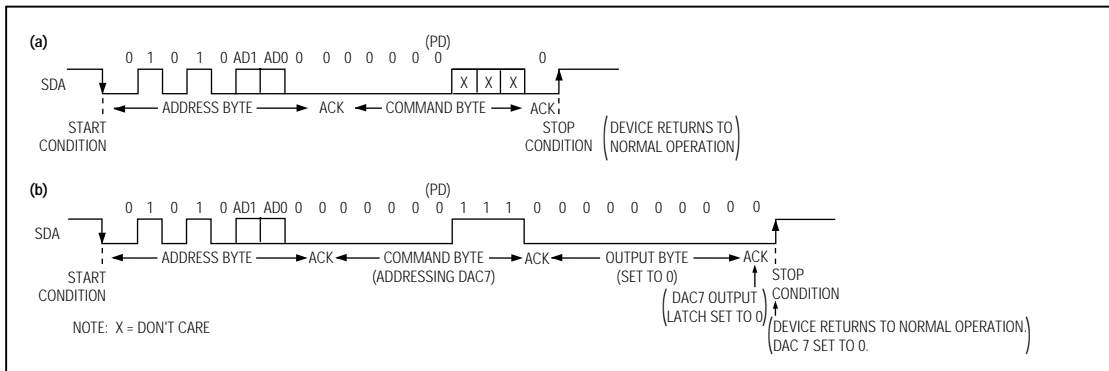 (a)
(PD)
0 1 0 1 0 AD1 AD0 0 0 0 0 0 0 0 0
SDA
X X X
ADDRESS BYTE ACK COMMAND BYTE ACK
START CONDITION
STOP CONDITION
(DEVICE RETURNS TO NORMAL OPERATION)
(b)
(PD)
0 1 0 1 0 AD1 AD0 0 0 0 0 0 0 0 1 1 1 0 0 0 0 0 0 0 0 0
SDA
ADDRESS BYTE ACK COMMAND BYTE ACK OUTPUT BYTE ACK
(ADDRESSING DAC7) (SET TO 0)
START CONDITION
STOP CONDITION
(DAC7 OUTPUT LATCH SET TO 0)
NOTE: X = DON'T CARE
(DEVICE RETURNS TO NORMAL OPERATION. DAC 7 SET TO 0.)